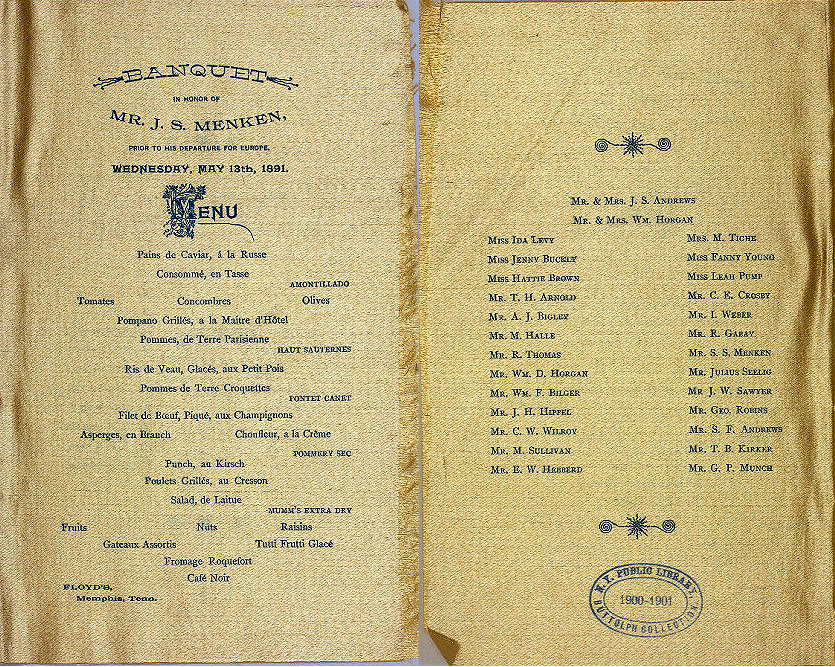 BANQUET
IN HONOR OF
MR. J. S. MENKEN,
PRIOR TO HIS DEPARTURE FOR EUROPE,
WEDNESDAY, MAY 13th, 1891.
MENU
Pains de Caviar, á la Russe
Consommé, en Tasse
AMONTILLADO
Tomates Concombres Olives
Pompano Grillés, a la Maitre d'Hôtel
Pommes, de Terre Parisienne
HAUT SAUTERNES
Ris de Veau, Glacés, aux Petit Pois
Pommes de Terre Croquettes
PONTET CANET
Filet de Bœuf, Piqué, aux Champignons
Asperges, en Branch Choufleur, a la Crême
POMMERY SEC
Punch, au Kirsch
Poulets Grillés, au Cresson
Salad, de Laitue
MUMM'S EXTRA DRY
Fruits Nuts Raisins
Gateaux Assortis Tutti Frutti Glacé
Fromage Roquefort
Café Noir
FLOYD'S,
Memphis, Tenn.
MR. & MRS. J. S. ANDREWS
MR. & MRS. WM. HORGAN
MISS IDA LEVY MRS. M. TICHE
MISS JENNY BUCKLY MISS FANNY YOUNG
MISS HATTIE BROWN MISS LEAH PUMP
MR. T. H. ARNOLD MR. C. E. CROSBY
MR. A. J. BIGLEY MR. I. WEBER
MR. M. HALLE MR. R. GABAY
MR. R. THOMAS MR. S. S. MENKEN
MR. WM. D. HORGAN MR. JULIUS SEELIG
MR. WM. F. BILGER MR J. W. SAWYER
MR. J. H. HIPPEL MR. GEO. ROBINS
MR. C. W. WILROY MR. S. F. ANDREWS
MR. M. SULLIVAN MR. T. B. KIRKER
MR. E. W. HEBBERD MR. G. P. MUNCH
N.Y. PUBLIC LIBRARY,
1900-1901
BUTTOLPH COLLECTION.